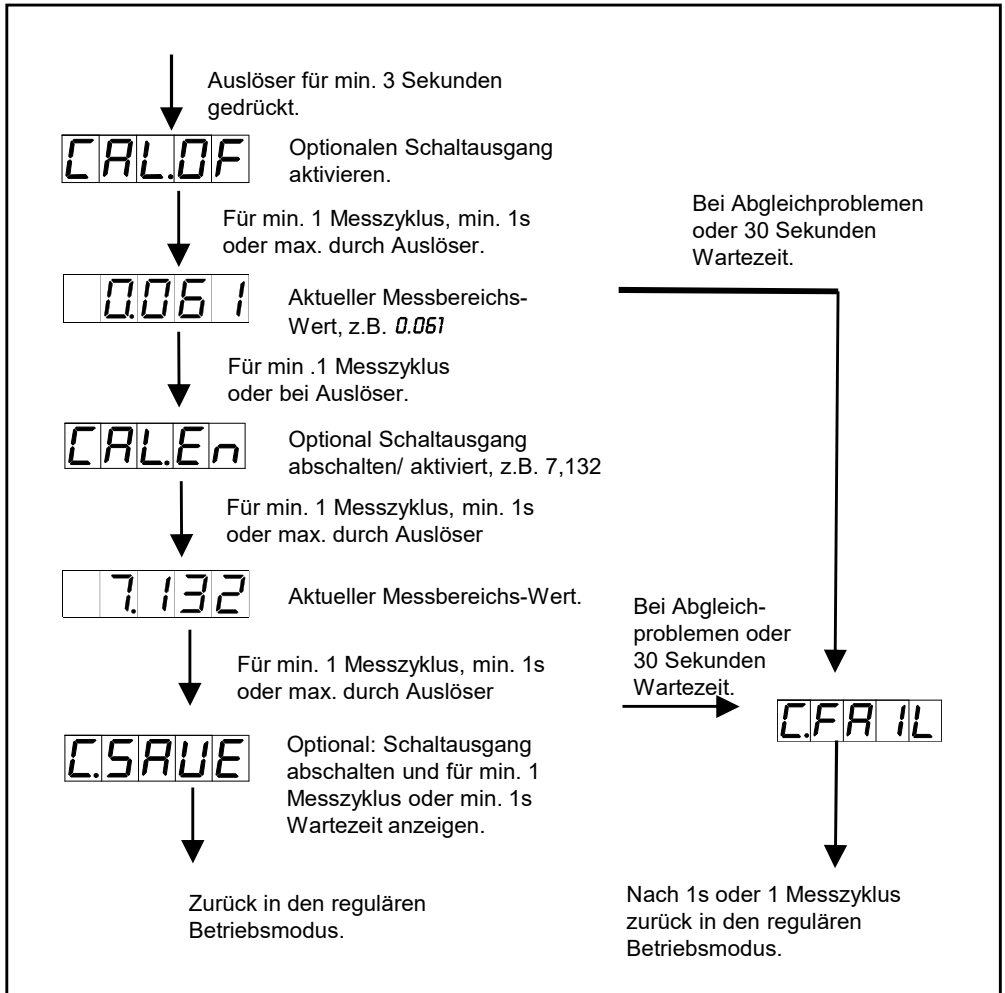 Auslöser für min. 3 Sekunden
gedrückt.
CAL.OF
Optionalen Schaltausgang
aktivieren.
Für min. 1 Messzyklus, min. 1s
oder max. durch Auslöser.
Bei Abgleichproblemen
oder 30 Sekunden
Wartezeit.
0.061
Aktueller Messbereichs-
Wert, z.B. 0.061
Für min .1 Messzyklus
oder bei Auslöser.
CAL.En
Optional Schaltausgang
abschalten/ aktiviert, z.B. 7,132
Für min. 1 Messzyklus, min. 1s
oder max. durch Auslöser
7.132
Aktueller Messbereichs-Wert.
Bei Abgleich-
problemen oder
30 Sekunden
Wartezeit.
Für min. 1 Messzyklus, min. 1s
oder max. durch Auslöser
C.FAIL
C.SAVE
Optional: Schaltausgang
abschalten und für min. 1
Messzyklus oder min. 1s
Wartezeit anzeigen.
Zurück in den regulären
Betriebsmodus.
Nach 1s oder 1 Messzyklus
zurück in den regulären
Betriebsmodus.